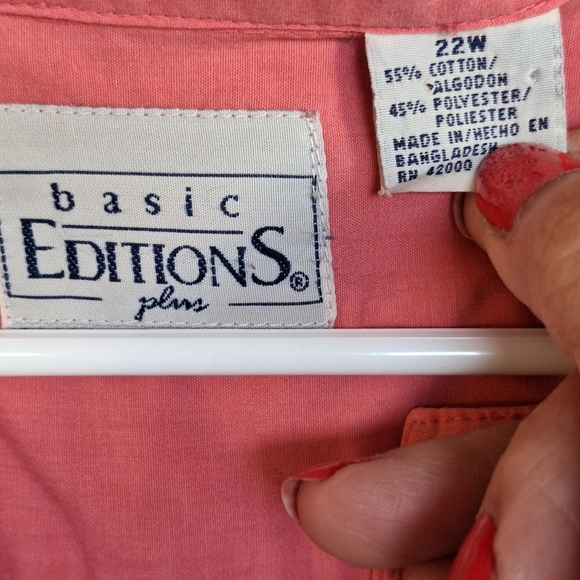 basic
EDITIONS®
plus
22W
55% COTTON/
ALGODON
45% POLYESTER/
POLIESTER
MADE IN/HECHO EN
BANGLADESH
RN 42000